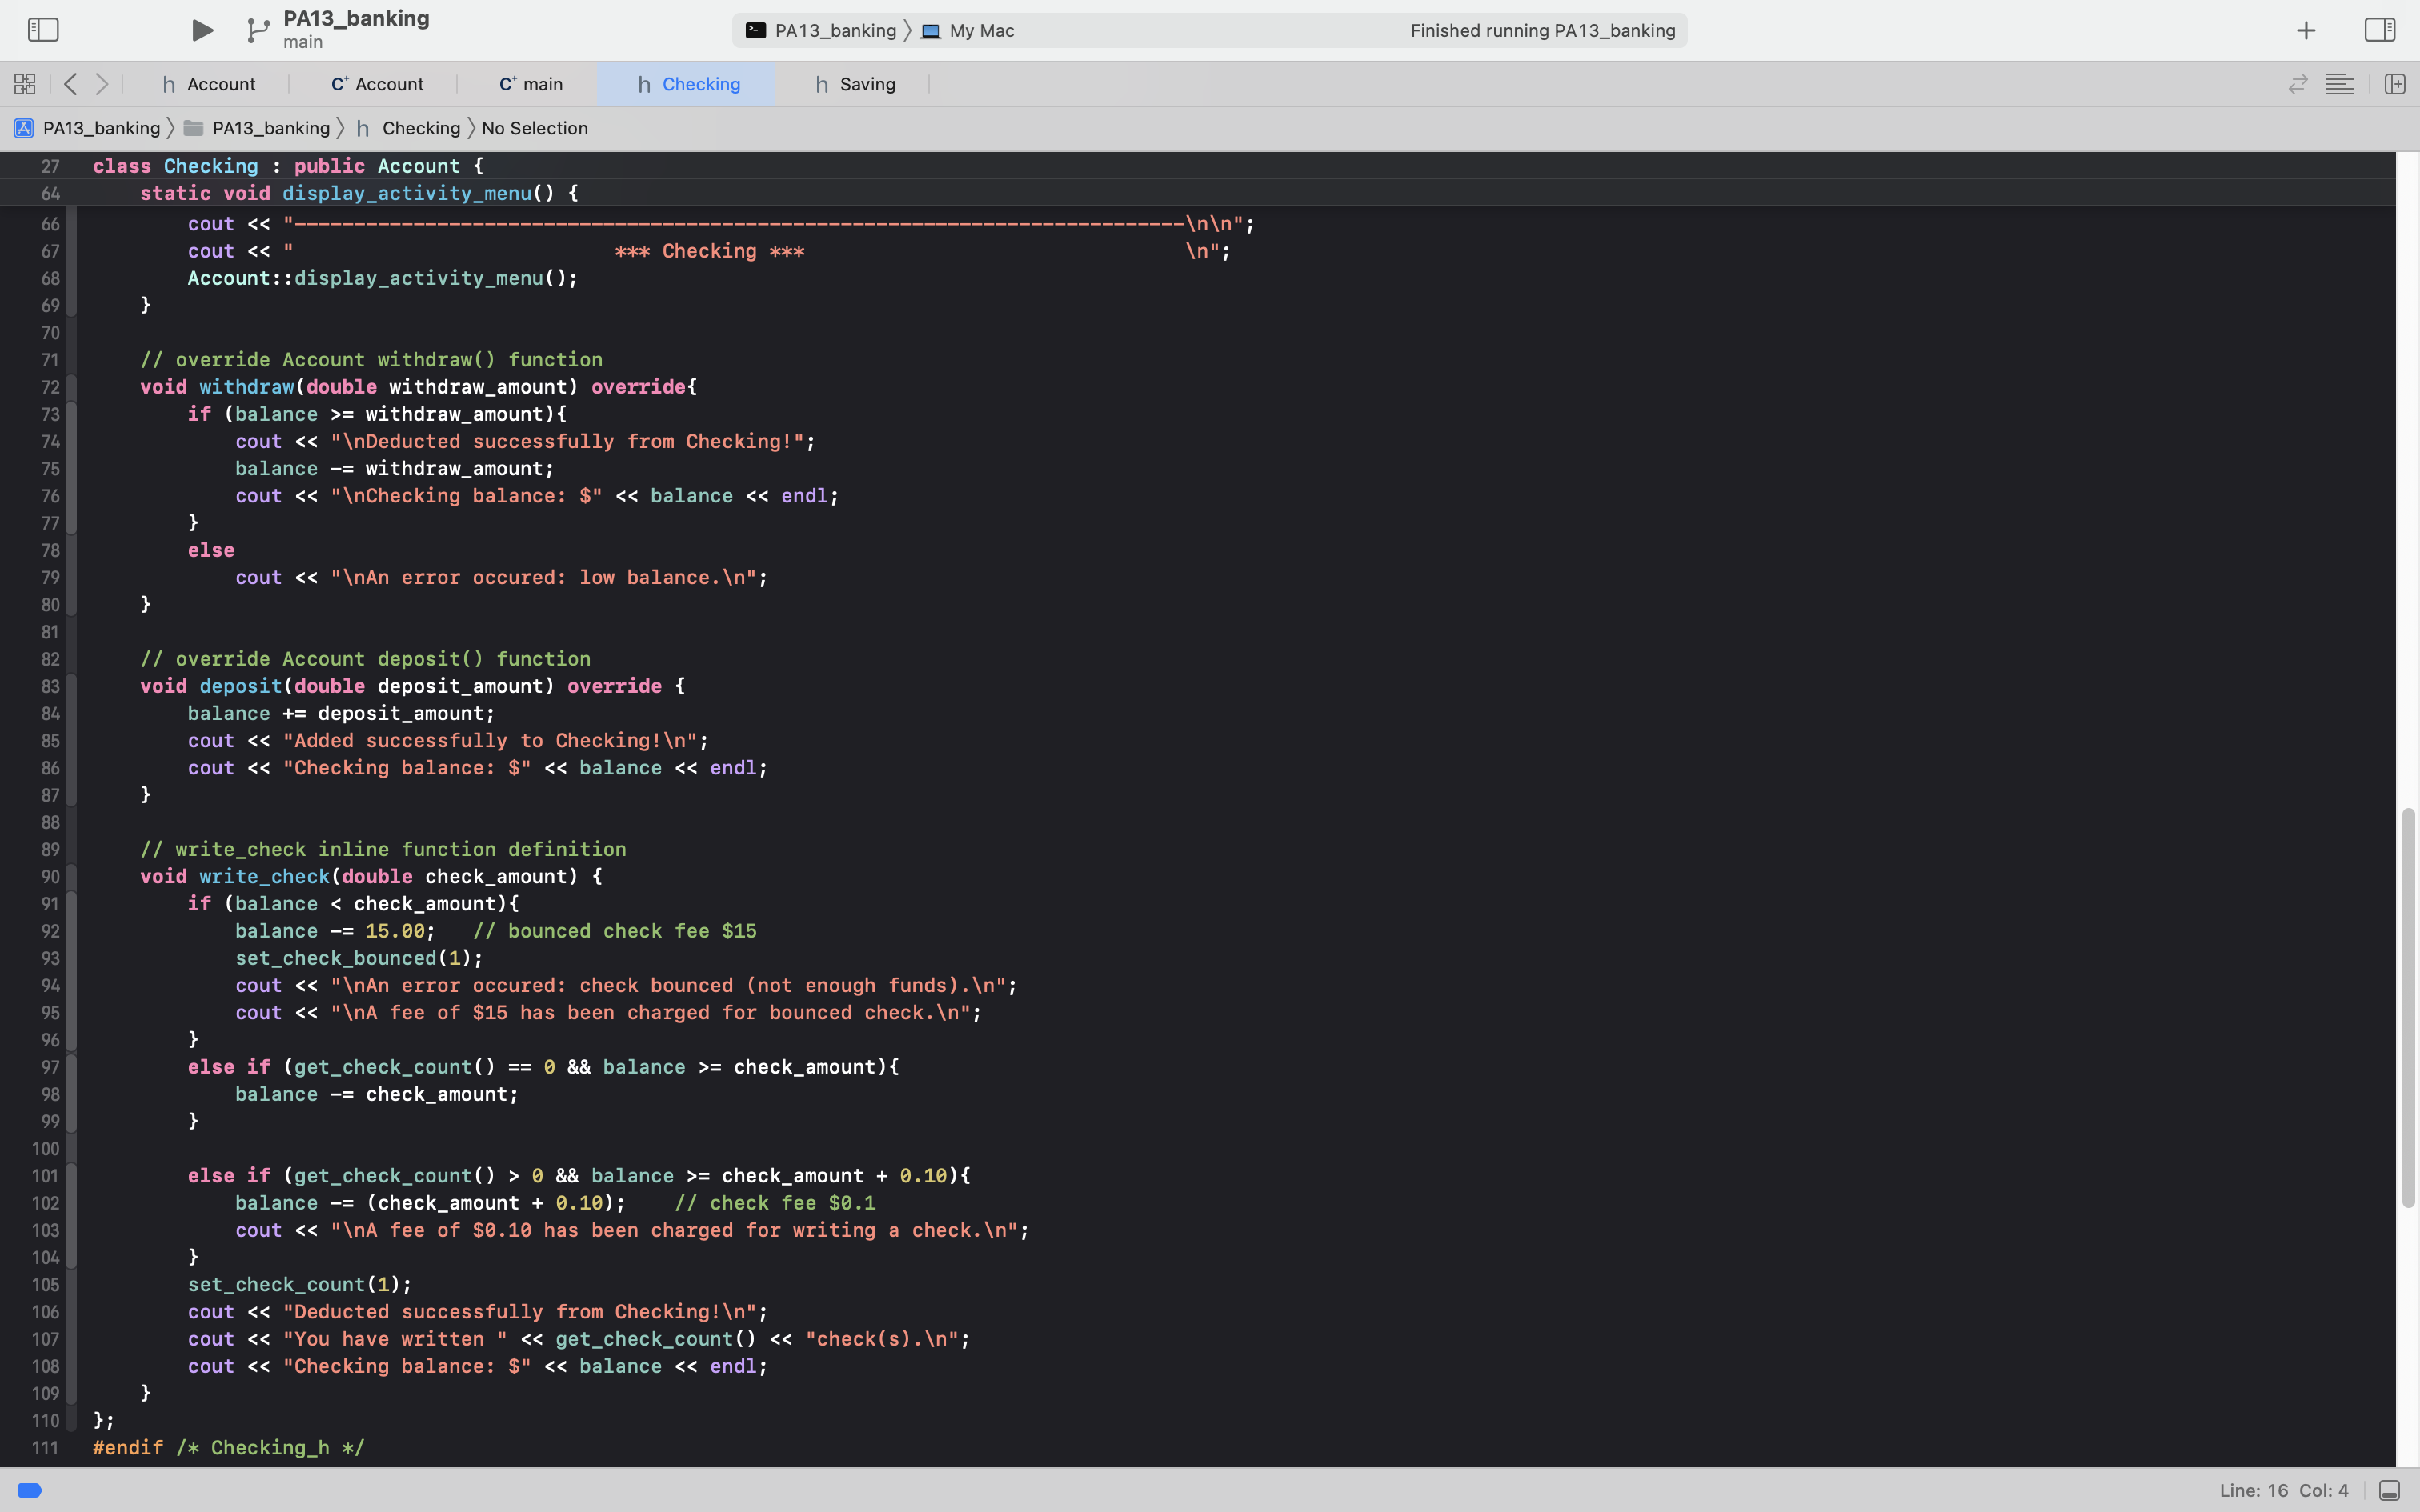 PA13_banking
main
PA13_banking My Mac
Finished running PA13_banking
h Account
C+ Account
C+ main
h Checking
h Saving
PA13_banking PA13_banking h Checking No Selection
27 class Checking : public Account {
64 static void display_activity_menu() {
66 cout << "---------------------------------------------------------------------------\n\n";
67 cout << "                           *** Checking ***                                \n";
68 Account::display_activity_menu();
69 }
70
71 // override Account withdraw() function
72 void withdraw(double withdraw_amount) override{
73 if (balance >= withdraw_amount){
74 cout << "\nDeducted successfully from Checking!";
75 balance -= withdraw_amount;
76 cout << "\nChecking balance: $" << balance << endl;
77 }
78 else
79 cout << "\nAn error occured: low balance.\n";
80 }
81
82 // override Account deposit() function
83 void deposit(double deposit_amount) override {
84 balance += deposit_amount;
85 cout << "Added successfully to Checking!\n";
86 cout << "Checking balance: $" << balance << endl;
87 }
88
89 // write_check inline function definition
90 void write_check(double check_amount) {
91 if (balance < check_amount){
92 balance -= 15.00;   // bounced check fee $15
93 set_check_bounced(1);
94 cout << "\nAn error occured: check bounced (not enough funds).\n";
95 cout << "\nA fee of $15 has been charged for bounced check.\n";
96 }
97 else if (get_check_count() == 0 && balance >= check_amount){
98 balance -= check_amount;
99 }
100
101 else if (get_check_count() > 0 && balance >= check_amount + 0.10){
102 balance -= (check_amount + 0.10);    // check fee $0.1
103 cout << "\nA fee of $0.10 has been charged for writing a check.\n";
104 }
105 set_check_count(1);
106 cout << "Deducted successfully from Checking!\n";
107 cout << "You have written " << get_check_count() << "check(s).\n";
108 cout << "Checking balance: $" << balance << endl;
109 }
110 };
111 #endif /* Checking_h */
Line: 16 Col: 4